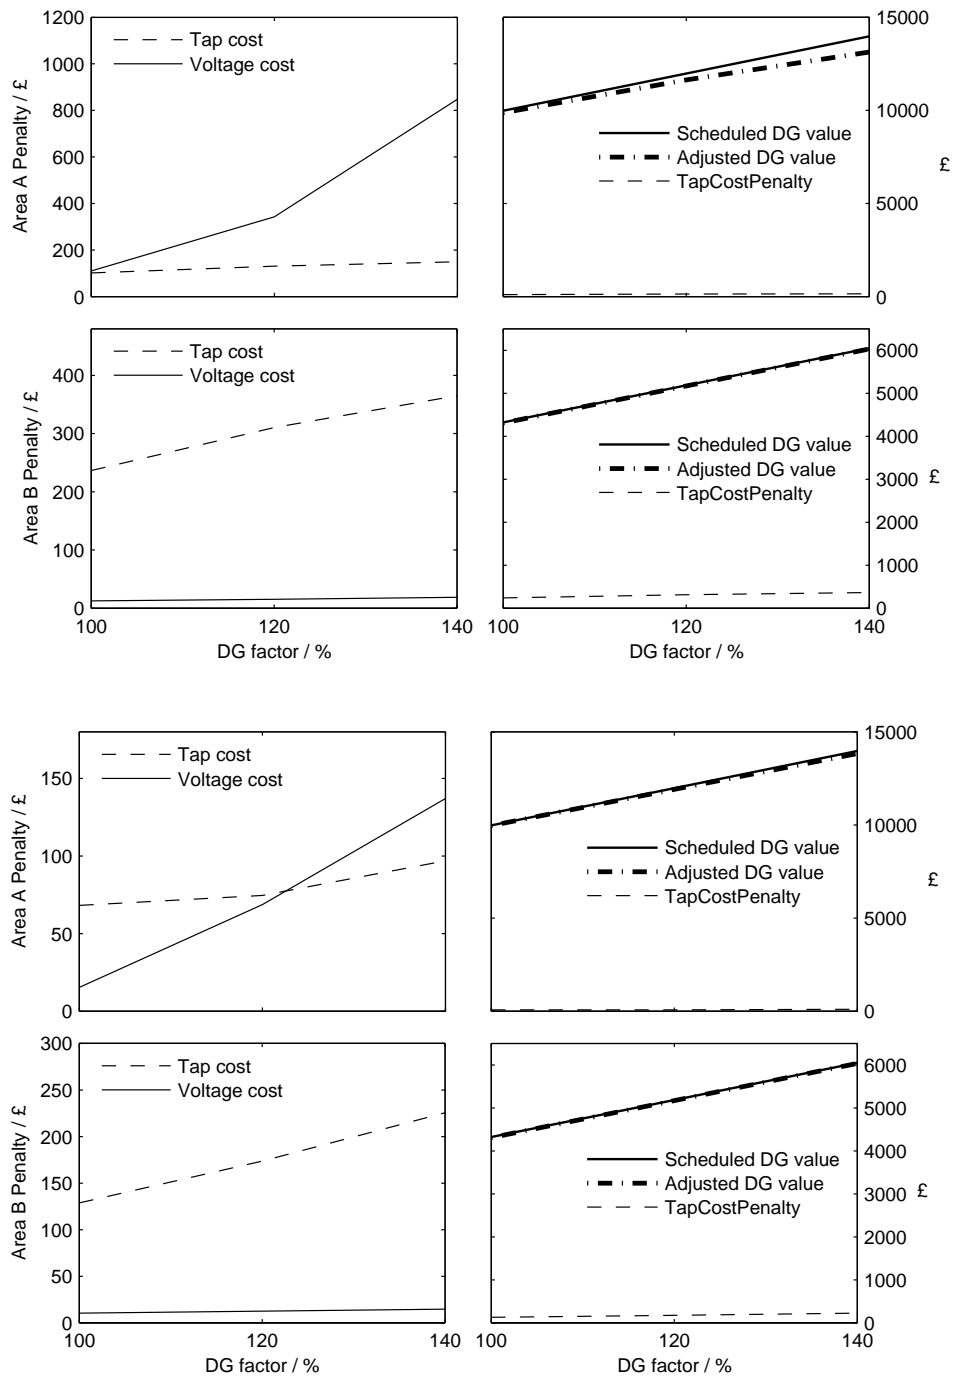 1200
1000
800
600
400
200
0
Area A Penalty / £
Tap cost
Voltage cost
15000
10000
5000
0
£
Scheduled DG value
Adjusted DG value
TapCostPenalty
400
300
200
100
0
Area B Penalty / £
Tap cost
Voltage cost
100
120
140
DG factor / %
6000
5000
4000
3000
2000
1000
0
£
Scheduled DG value
Adjusted DG value
TapCostPenalty
100
120
140
DG factor / %
150
100
50
0
Area A Penalty / £
Tap cost
Voltage cost
15000
10000
5000
0
£
Scheduled DG value
Adjusted DG value
TapCostPenalty
300
250
200
150
100
50
0
Area B Penalty / £
Tap cost
Voltage cost
100
120
140
DG factor / %
6000
5000
4000
3000
2000
1000
0
£
Scheduled DG value
Adjusted DG value
TapCostPenalty
100
120
140
DG factor / %